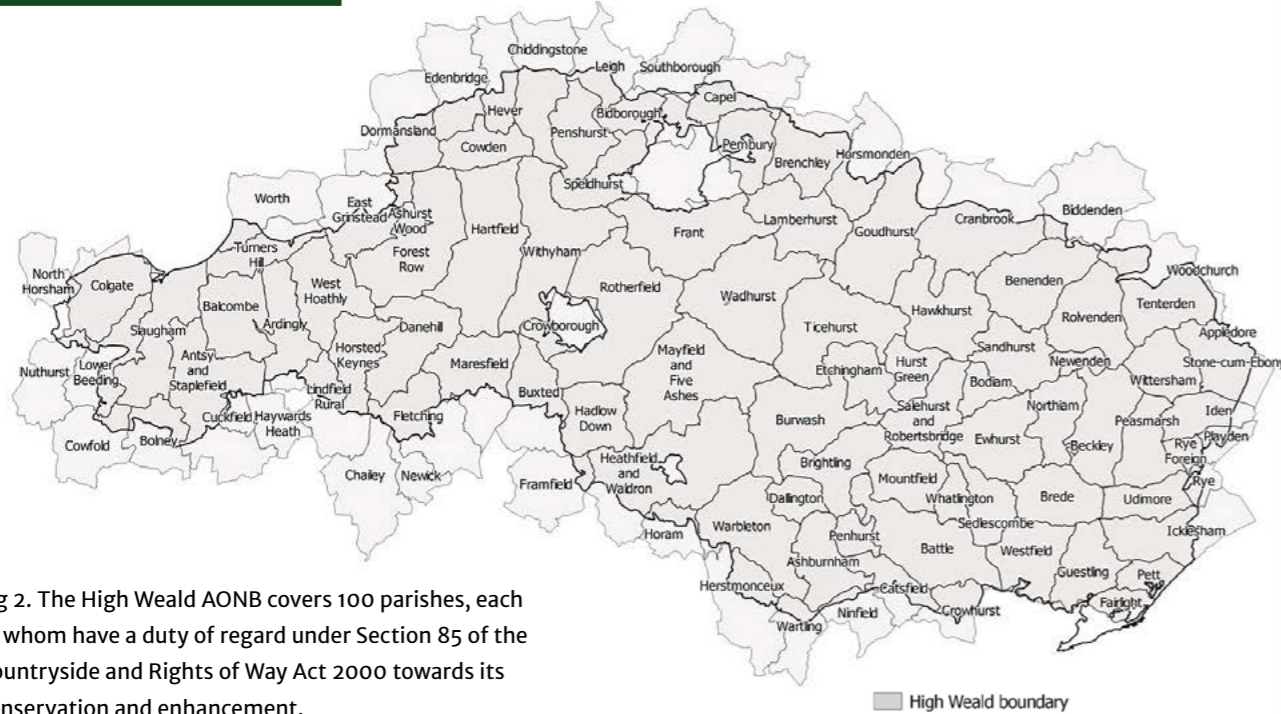 Chiddingstone
Leigh
Southborough
Edenbridge
Capel
Hever
Bidborough
Dormansland
Penshurst
Pembury
Cowden
Brenchley
Horsmonden
Speldhurst
Worth
East
Grinstead
Ashurst
Wood
Biddenden
Lamberhurst
Cranbrook
Goudhurst
Hartfield
Frant
Turners
Hill
Forest
Row
Withyham
North
Horsham
Colgate
West
Hoathly
Rotherfield
Wadhurst
Benenden
Woodchurch
Balcombe
Tenterden
Hawkhurst
Rolvenden
Slaugham
Ardingly
Danehill
Crowborough
Ticehurst
Appledore
Antsy
and
Staplefield
Horsted
Keynes
Maresfield
Mayfield
and
Five
Ashes
Etchingham
Hurst
Green
Sandhurst
Newenden
Stone-cum-Ebony
Nuthurst
Lower
Beeding
Bodiam
Wittersham
Lindfield
Rural
Buxted
Cuckfield
Haywards
Heath
Fletching
Hadlow
Down
Burwash
Salehurst
and
Robertsbridge
Northiam
Peasmarsh
Iden
Playden
Cowfold
Bolney
Ewhurst
Beckley
Rye
Foreign
Chailey
Newick
Framfield
Heathfield
and
Waldron
Brightling
Mountfield
Rye
Dallington
Whatlington
Brede
Udimore
Horam
Warbleton
Penhurst
Sedlescombe
Icklesham
Battle
Westfield
Ashburnham
Guestling
Pett
Herstmonceux
Catsfield
Fairlight
Ninfield
Crowhurst
Wartling
g 2. The High Weald AONB covers 100 parishes, each
whom have a duty of regard under Section 85 of the
ountryside and Rights of Way Act 2000 towards its
nservation and enhancement.
High Weald boundary